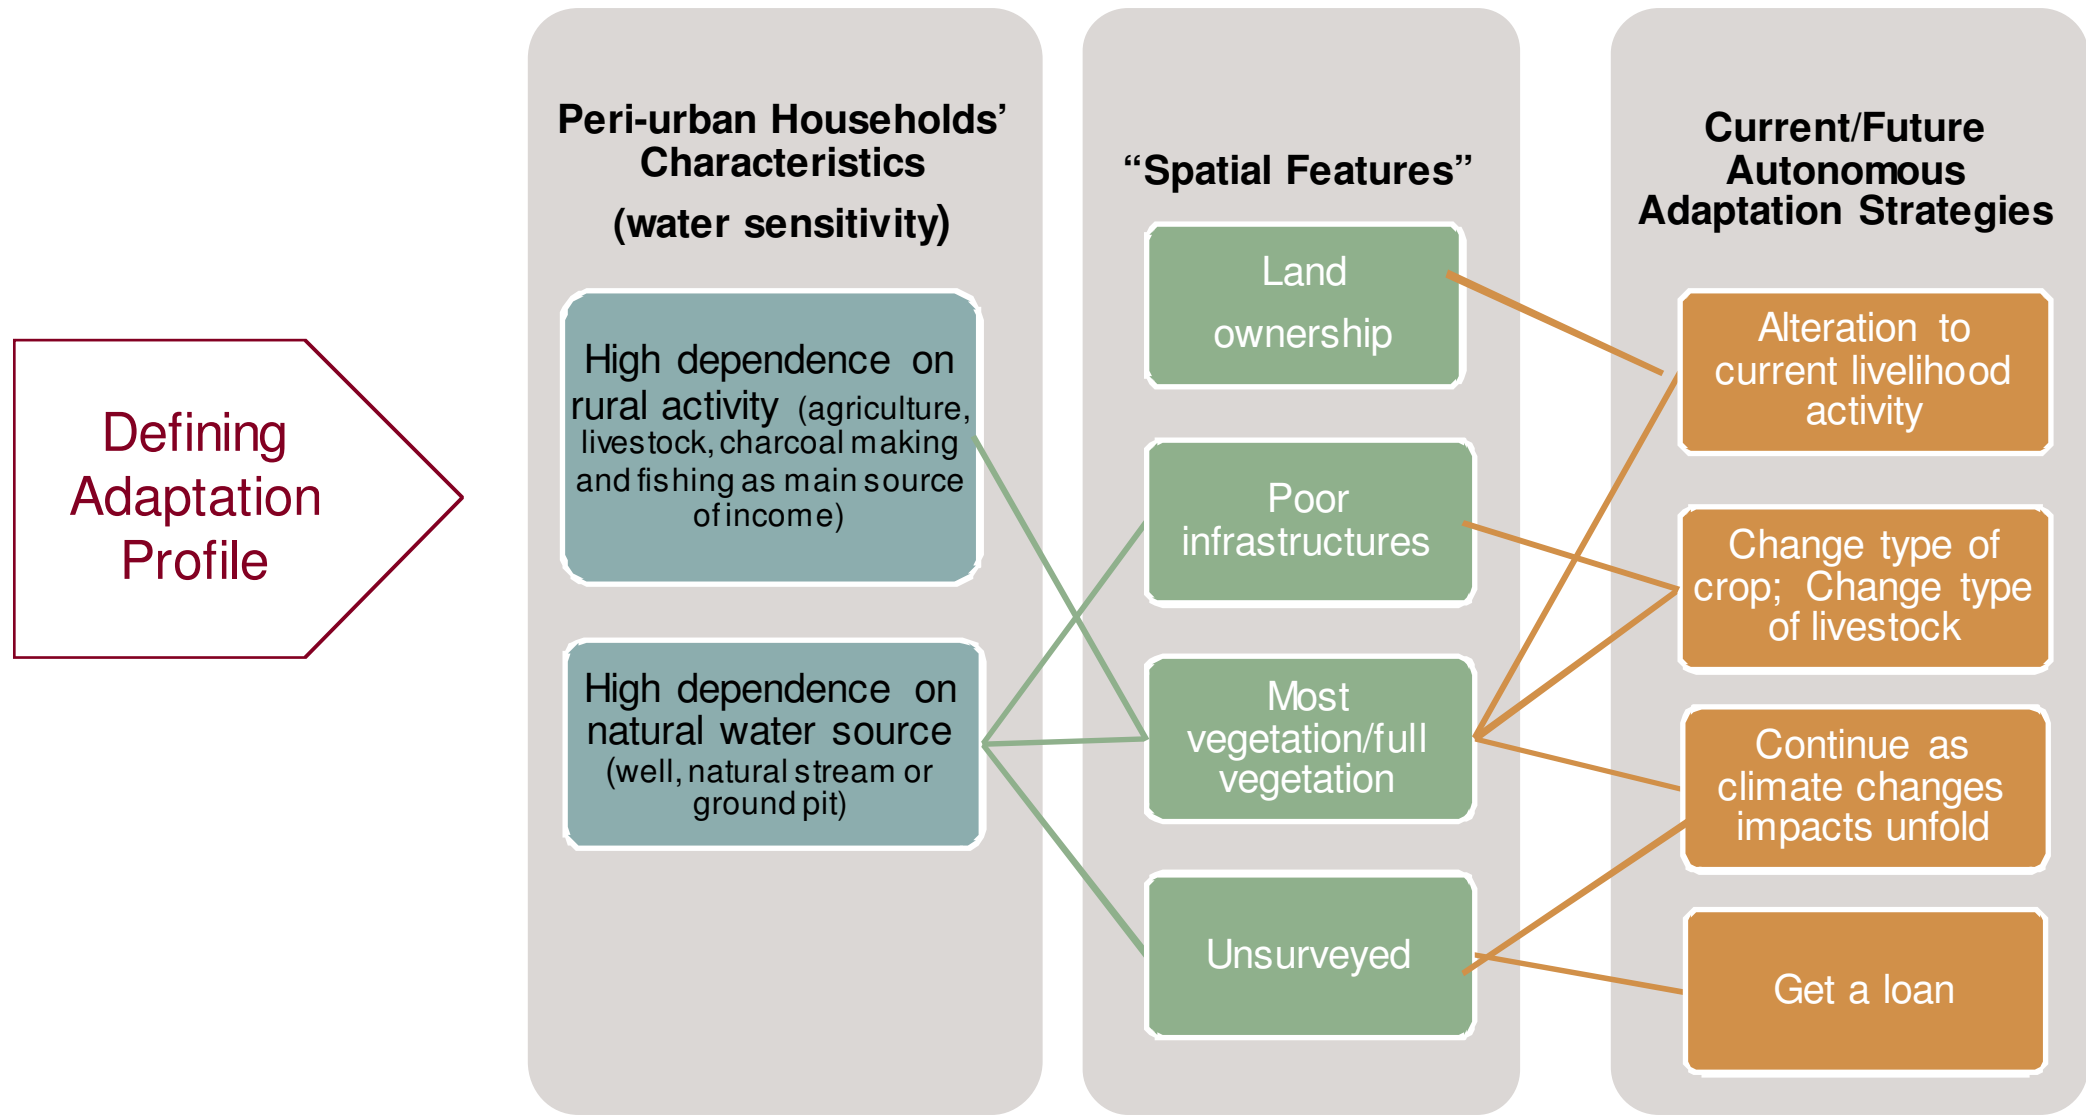 Defining
Adaptation
Profile
Peri-urban Households’
Characteristics
(water sensitivity)
High dependence on
rural activity (agriculture,
livestock, charcoal making
and fishing as main source
of income)
High dependence on
natural water source
(well, natural stream or
ground pit)
“Spatial Features”
Land
ownership
Poor
infrastructures
Most
vegetation/full
vegetation
Unsurveyed
Current/Future
Autonomous
Adaptation Strategies
Alteration to
current livelihood
activity
Change type of
crop; Change type
of livestock
Continue as
climate changes
impacts unfold
Get a loan